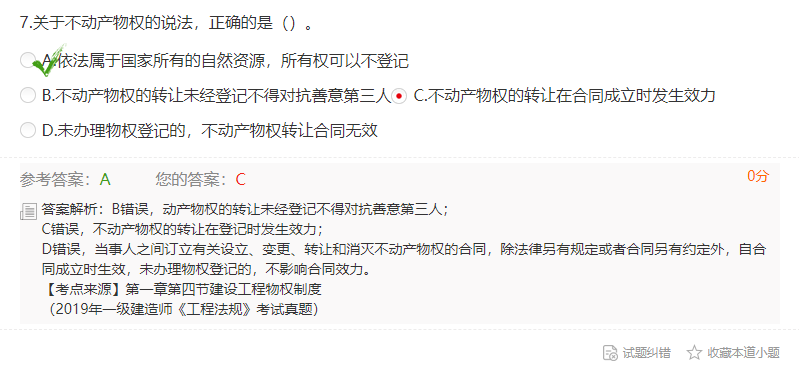 7.关于不动产物权的说法，正确的是（）。
A.依法属于国家所有的自然资源，所有权可以不登记
B.不动产物权的转让未经登记不得对抗善意第三人 C.不动产物权的转让在合同成立时发生效力
D.未办理物权登记的，不动产物权转让合同无效
参考答案：A 您的答案：C 0分
答案解析：B错误，动产物权的转让未经登记不得对抗善意第三人；
C错误，不动产物权的转让在登记时发生效力；
D错误，当事人之间订立有关设立、变更、转让和消灭不动产物权的合同，除法律另有规定或者合同另有约定外，自合
同成立时生效，未办理物权登记的，不影响合同效力。
【考点来源】第一章第四节建设工程物权制度
（2019年一级建造师《工程法规》考试真题）
试题纠错 收藏本道小题